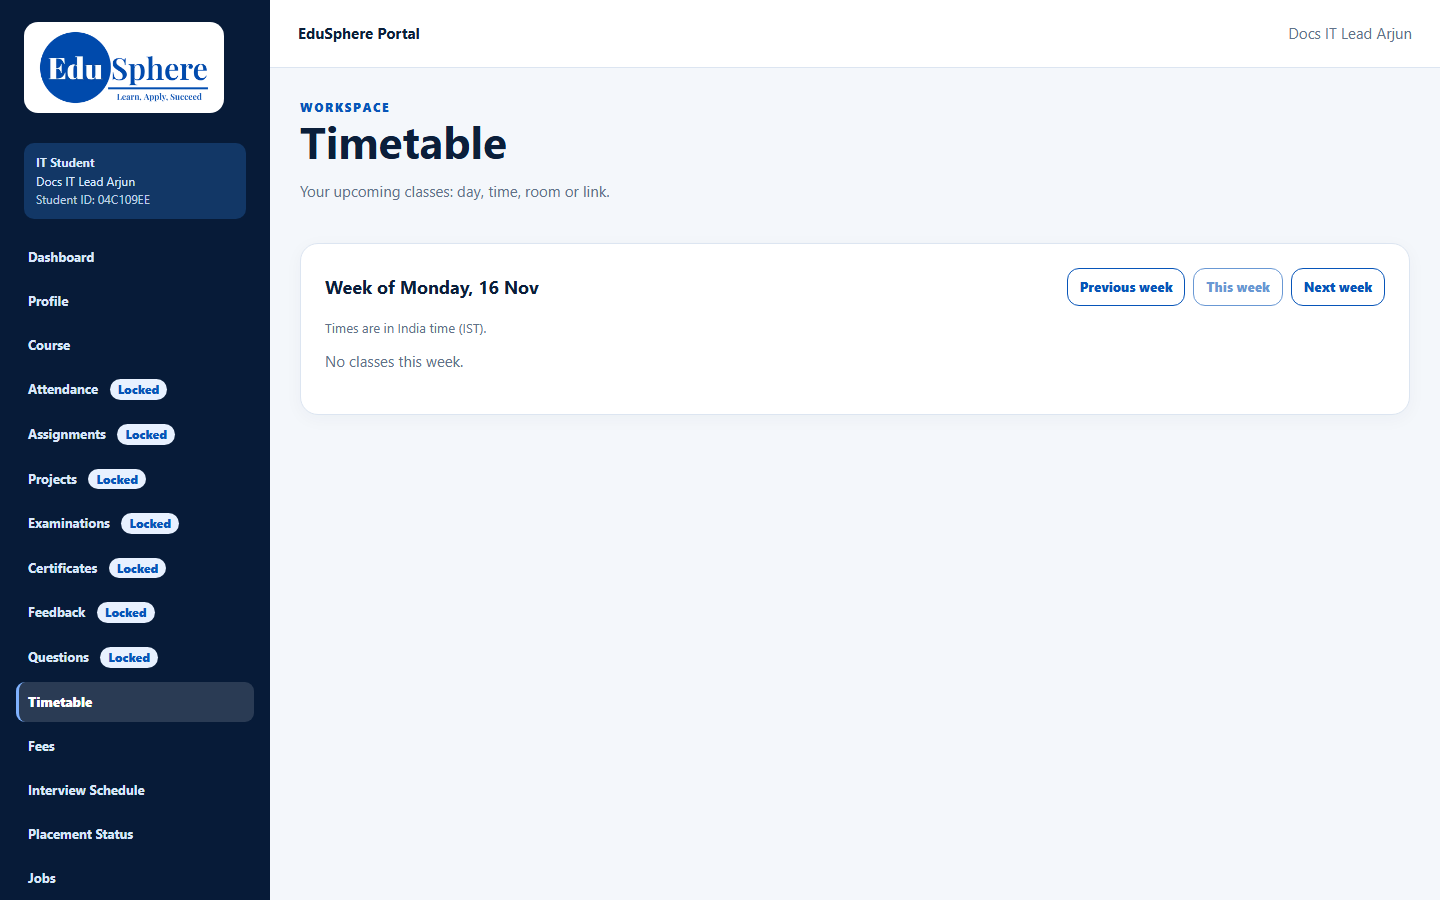 EduSphere
Learn. Apply, Succeed
IT Student
Docs IT Lead Arjun
Student ID: 04C109EE
Dashboard
Profile
Course
Attendance Locked
Assignments Locked
Projects Locked
Examinations Locked
Certificates Locked
Feedback Locked
Questions Locked
Timetable
Fees
Interview Schedule
Placement Status
Jobs
EduSphere Portal
Docs IT Lead Arjun
WORKSPACE
Timetable
Your upcoming classes: day, time, room or link.
Week of Monday, 16 Nov
Previous week This week Next week
Times are in India time (IST).
No classes this week.